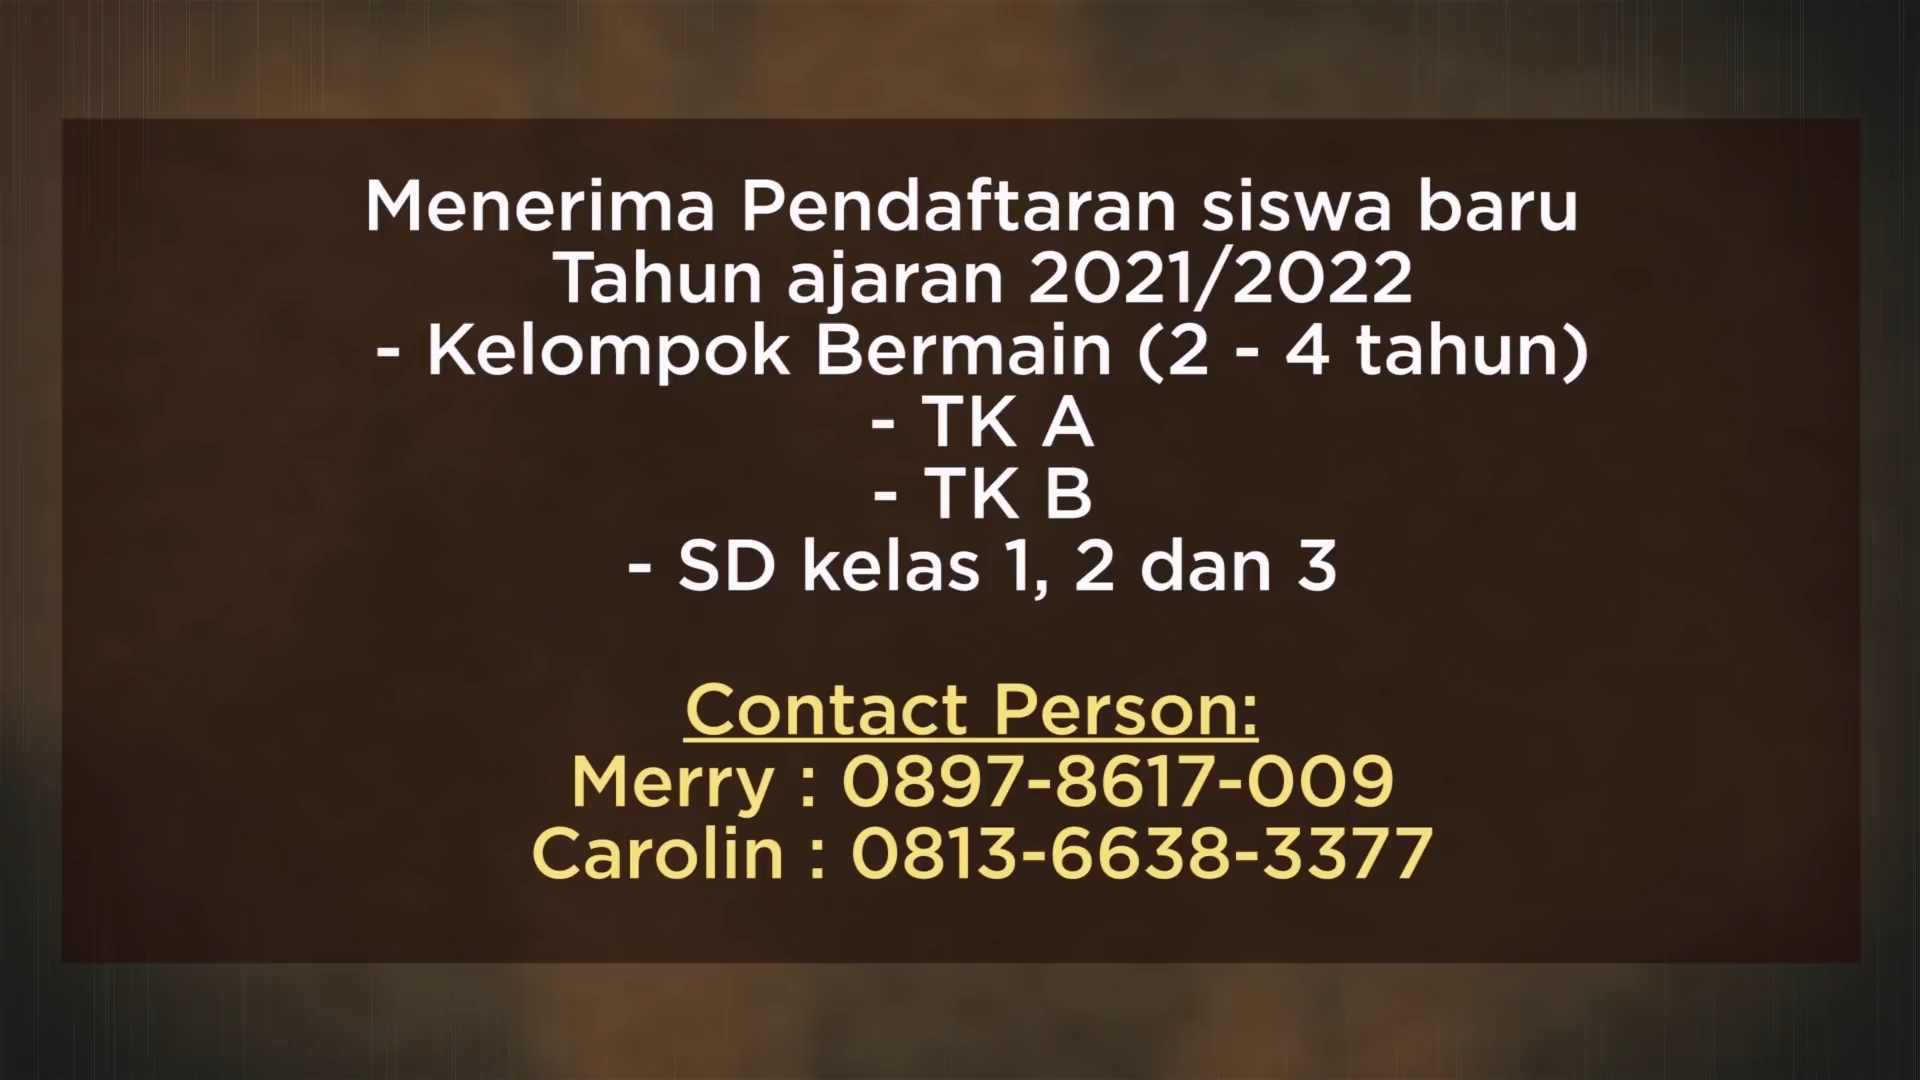 Menerima Pendaftaran siswa baru
Tahun ajaran 2021/2022
- Kelompok Bermain (2 - 4 tahun)
- TK A
- TK B
- SD kelas 1, 2 dan 3
Contact Person:
Merry : 0897-8617-009
Carolin : 0813-6638-3377